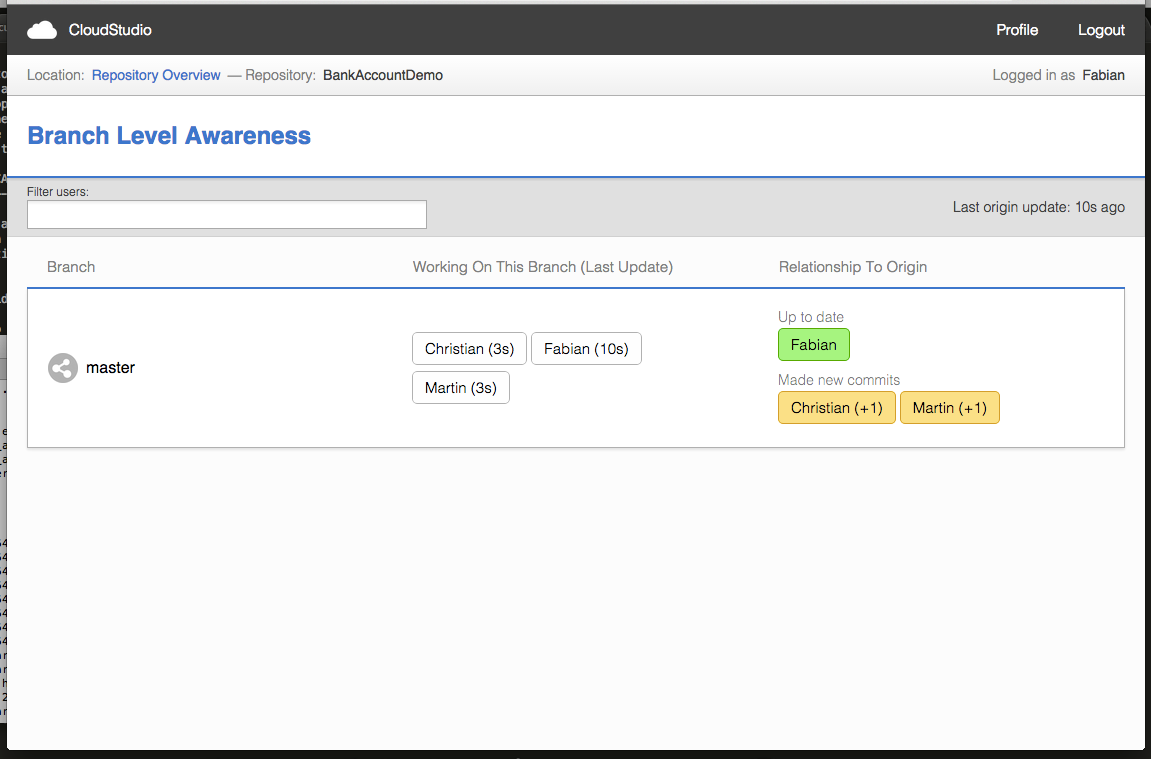 CloudStudio Profile Logout
Location: Repository Overview — Repository: BankAccountDemo Logged in as Fabian
Branch Level Awareness
Filter users:
Last origin update: 10s ago
Branch Working On This Branch (Last Update) Relationship To Origin
master
Christian (3s) Fabian (10s)
Martin (3s)
Up to date
Fabian
Made new commits
Christian (+1) Martin (+1)